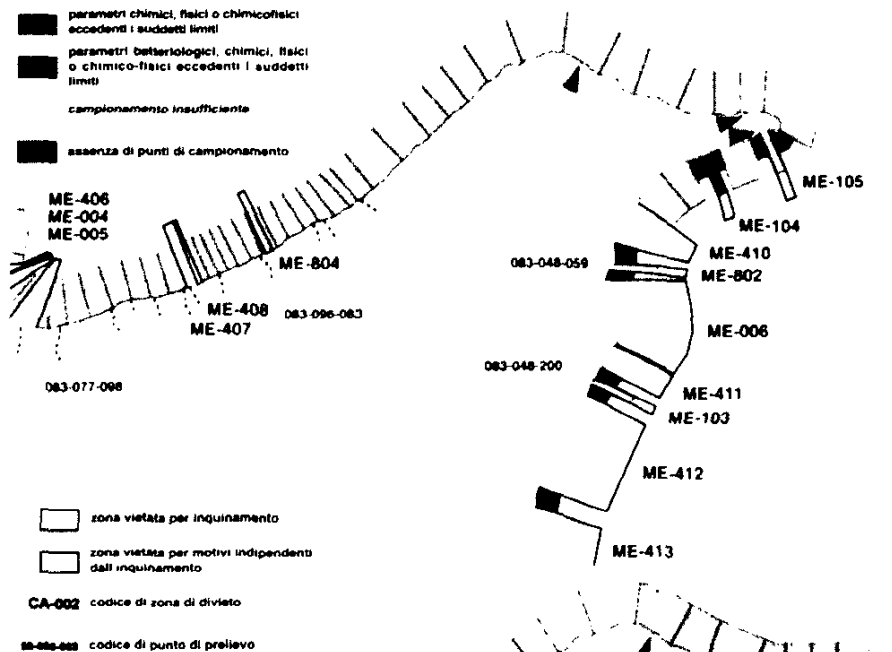 parametri chimici, fisici o chimicofisici
eccedenti i suddetti limiti
parametri batteriologici, chimici, fisici
o chimico-fisici eccedenti i suddetti
limiti
campionamento insufficiente
assenza di punti di campionamento
ME-406
ME-004
ME-005
ME-804
ME-408
ME-407
083-096-083
083-077-098
ME-105
ME-104
ME-410
083-048-059
ME-802
ME-006
083-048-200
ME-411
ME-103
ME-412
ME-413
zona vietata per inquinamento
zona vietata per motivi indipendenti
dall inquinamento
CA-002 codice di zona di divieto
codice di punto di prelievo